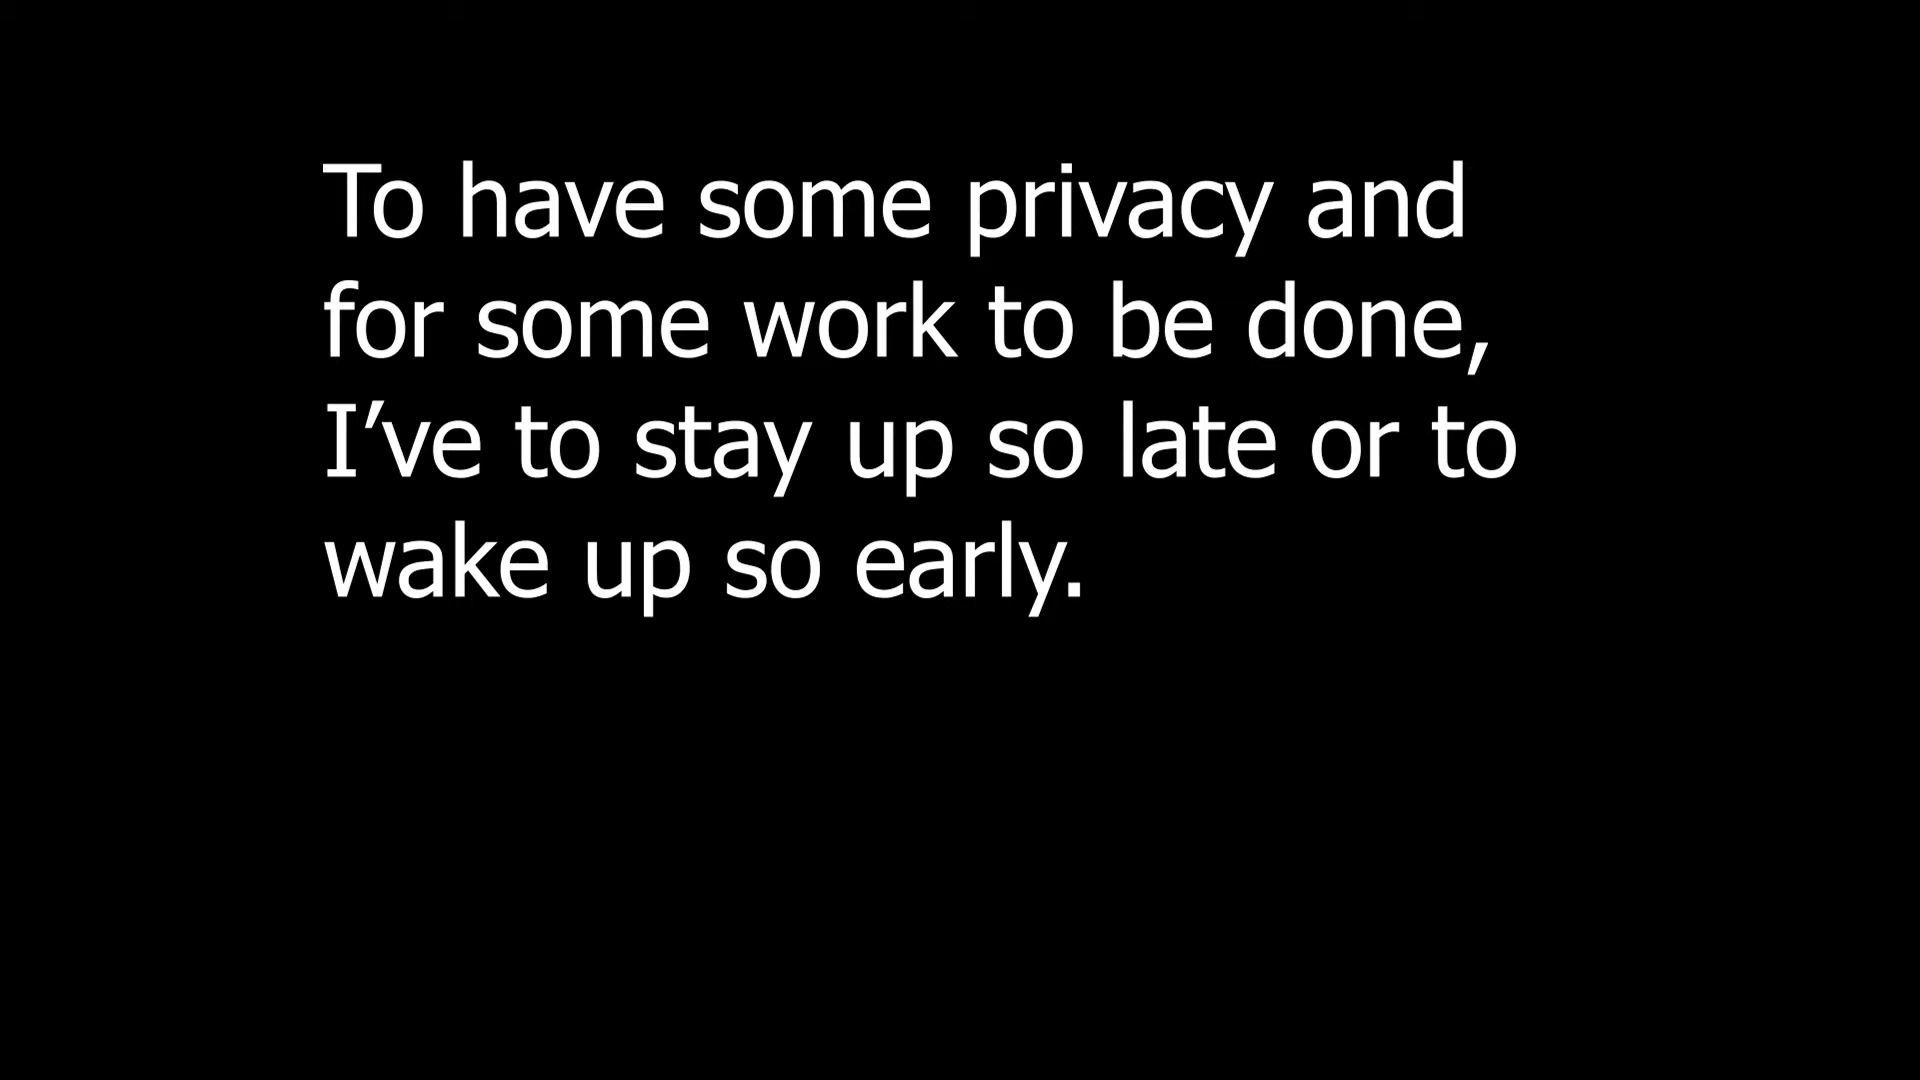 To have some privacy and
for some work to be done,
I’ve to stay up so late or to
wake up so early.